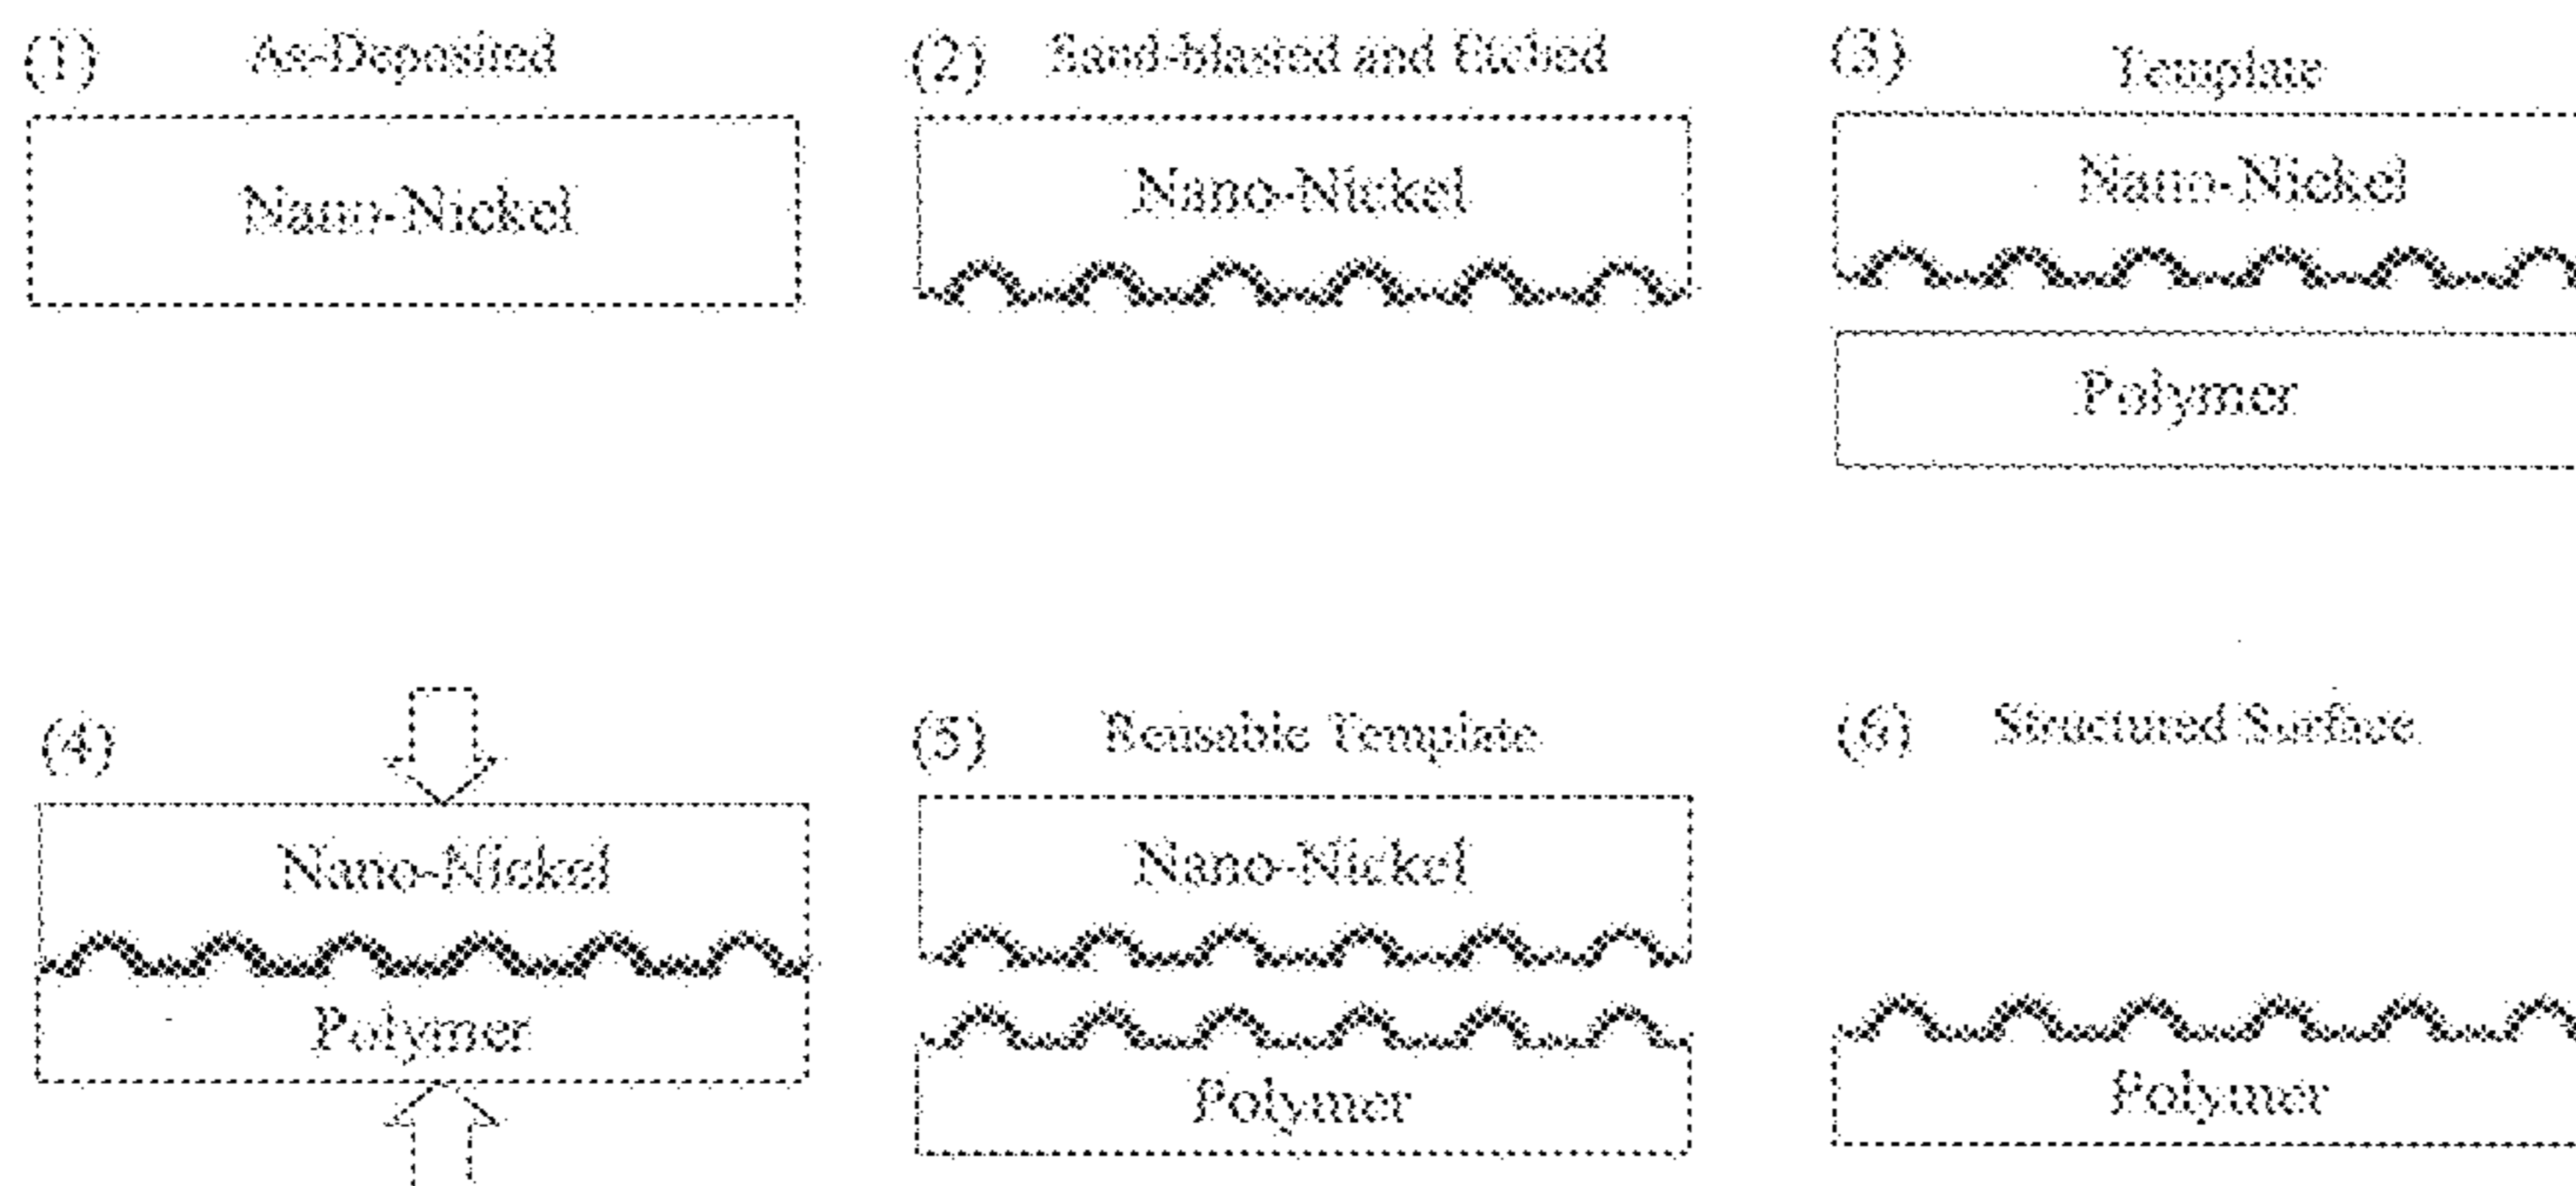 (1) As-Deposited
Nano-Nickel
(2) Sand-blasted and Etched
Nano-Nickel
(3) Template
Nano-Nickel
Polymer
(4)
Nano-Nickel
Polymer
(5) Reusable Template
Nano-Nickel
Polymer
(6) Structured Surface
Polymer